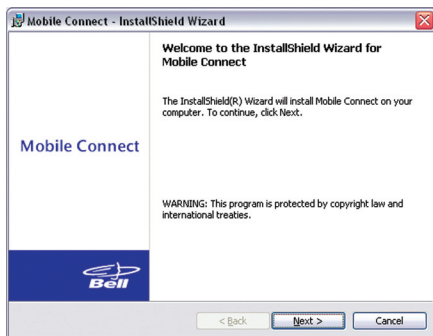 Mobile Connect - InstallShield Wizard
Welcome to the InstallShield Wizard for
Mobile Connect
The InstallShield(R) Wizard will install Mobile Connect on your
computer. To continue, click Next.
Mobile Connect
WARNING: This program is protected by copyright law and
international treaties.
Bell
< Back
Next >
Cancel